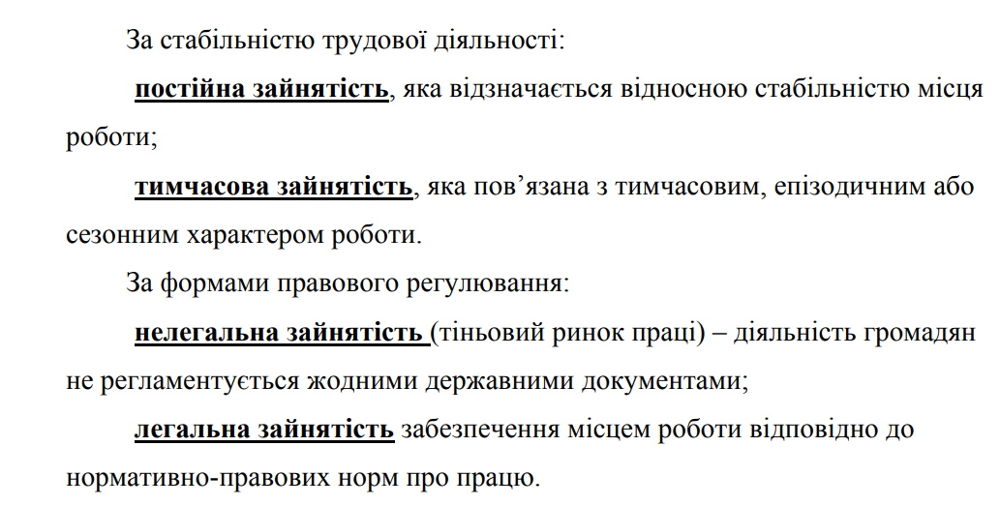 За стабільністю трудової діяльності:
постійна зайнятість, яка відзначається відносною стабільністю місця
роботи;
тимчасова зайнятість, яка пов’язана з тимчасовим, епізодичним або
сезонним характером роботи.
За формами правового регулювання:
нелегальна зайнятість (тіньовий ринок праці) – діяльність громадян
не регламентується жодними державними документами;
легальна зайнятість забезпечення місцем роботи відповідно до
нормативно-правових норм про працю.